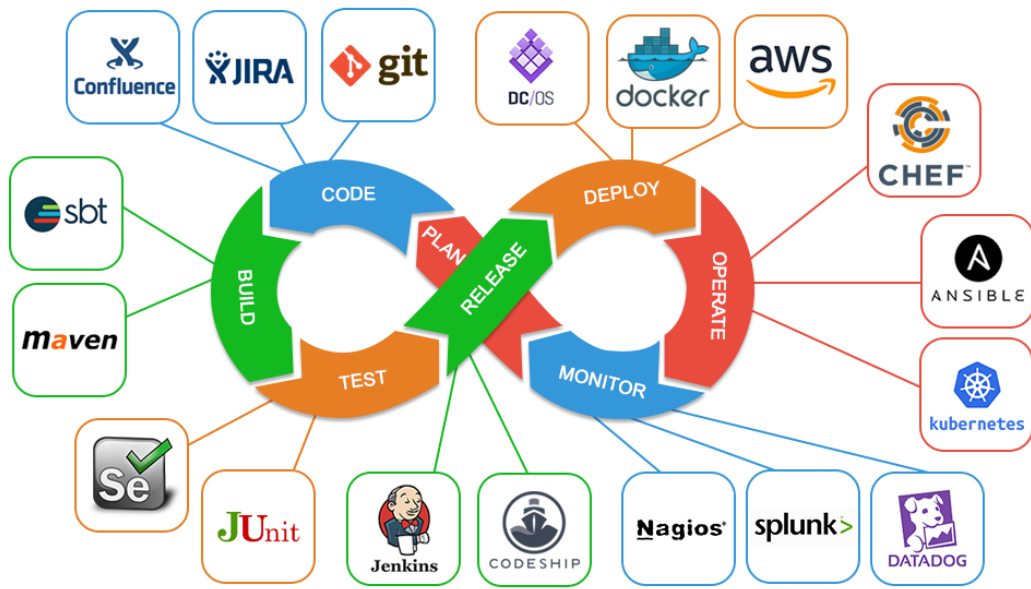 Confluence
JIRA
git
DC/OS
docker
aws
CHEF™
sbt
CODE
DEPLOY
PLAN
RELEASE
BUILD
OPERATE
ANSIBLE
maven
TEST
MONITOR
kubernetes
Se
JUnit
Jenkins
CODESHIP
Nagios®
splunk>
DATADOG